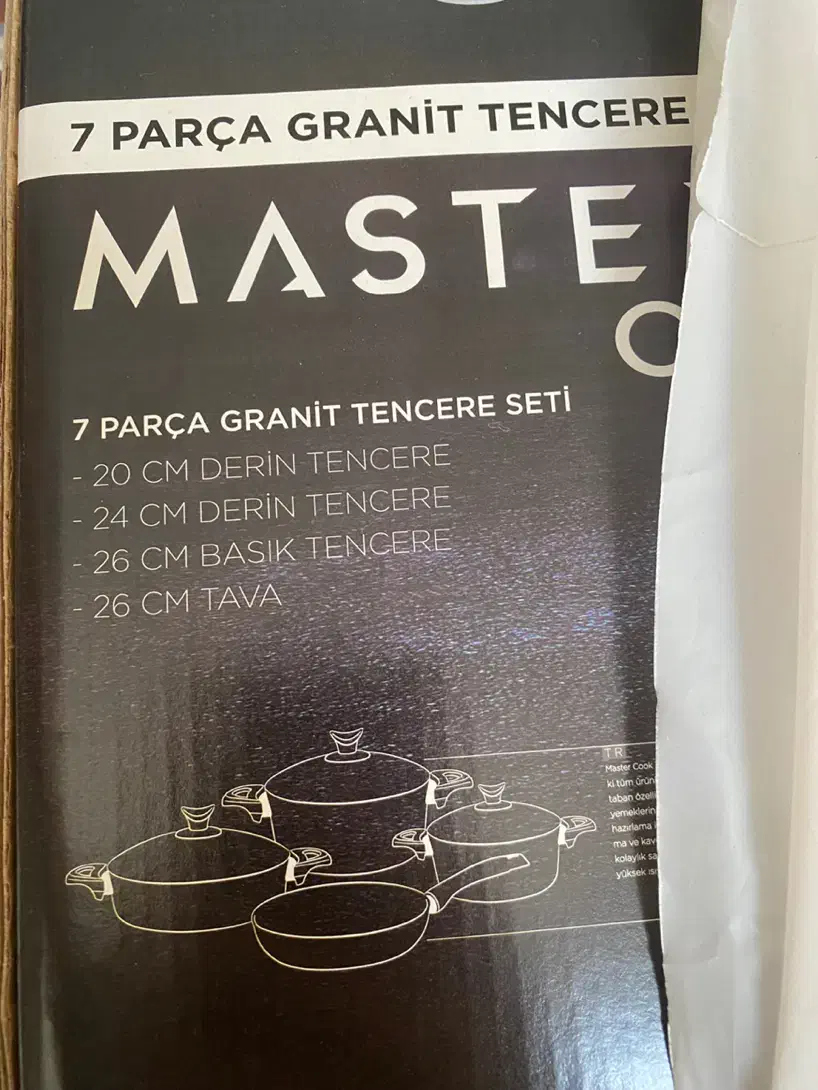 7 PARÇA GRANİT TENCERE
MASTE
7 PARÇA GRANİT TENCERE SETİ
- 20 CM DERİN TENCERE
- 24 CM DERİN TENCERE
- 26 CM BASIK TENCERE
- 26 CM TAVA
TR
Master Cook
ki tüm ürün
taban özelli
yemeklerin
hazırlama
ma ve kav
kolaylık sa
yüksek ısı